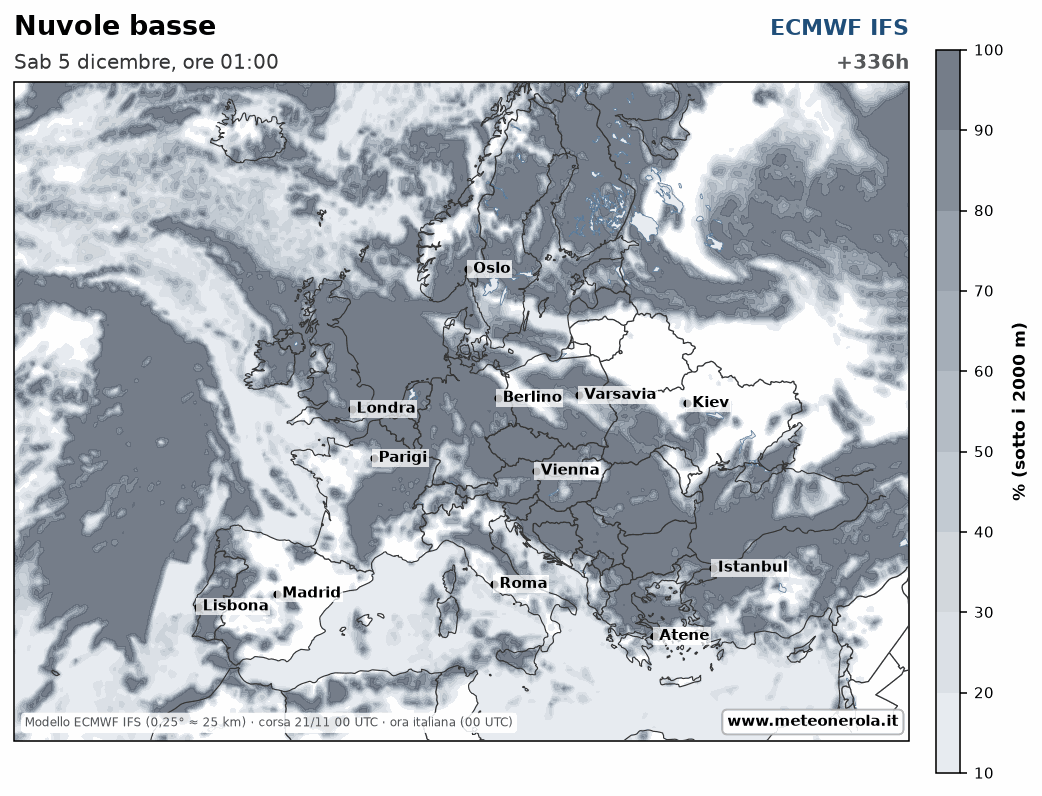 Nuvole basse
ECMWF IFS
Sab 5 dicembre, ore 01:00
+336h
100
90
80
70
60
50
40
30
20
10
% (sotto i 2000 m)
Oslo
Berlino
Varsavia
Kiev
Londra
Parigi
Vienna
Istanbul
Roma
Madrid
Lisbona
Atene
Modello ECMWF IFS (0,25° ≈ 25 km) · corsa 21/11 00 UTC · ora italiana (00 UTC)
www.meteonerola.it